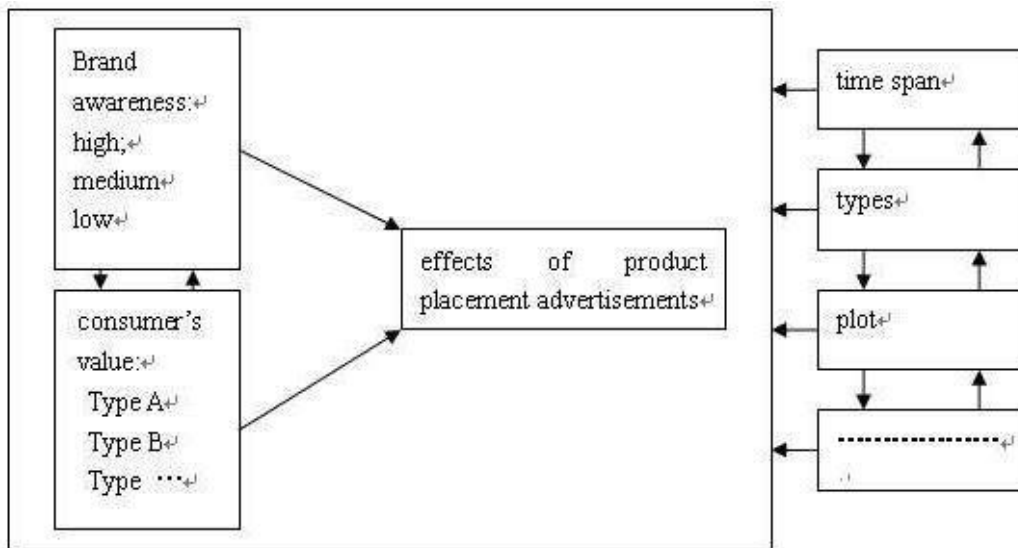 Brand
awareness:↵
high;↵
medium↵
low↵
consumer's
value:↵
Type A↵
Type B↵
Type ···↵
effects of product
placement advertisements↵
time span↵
types↵
plot↵
--------------------↵
.↵